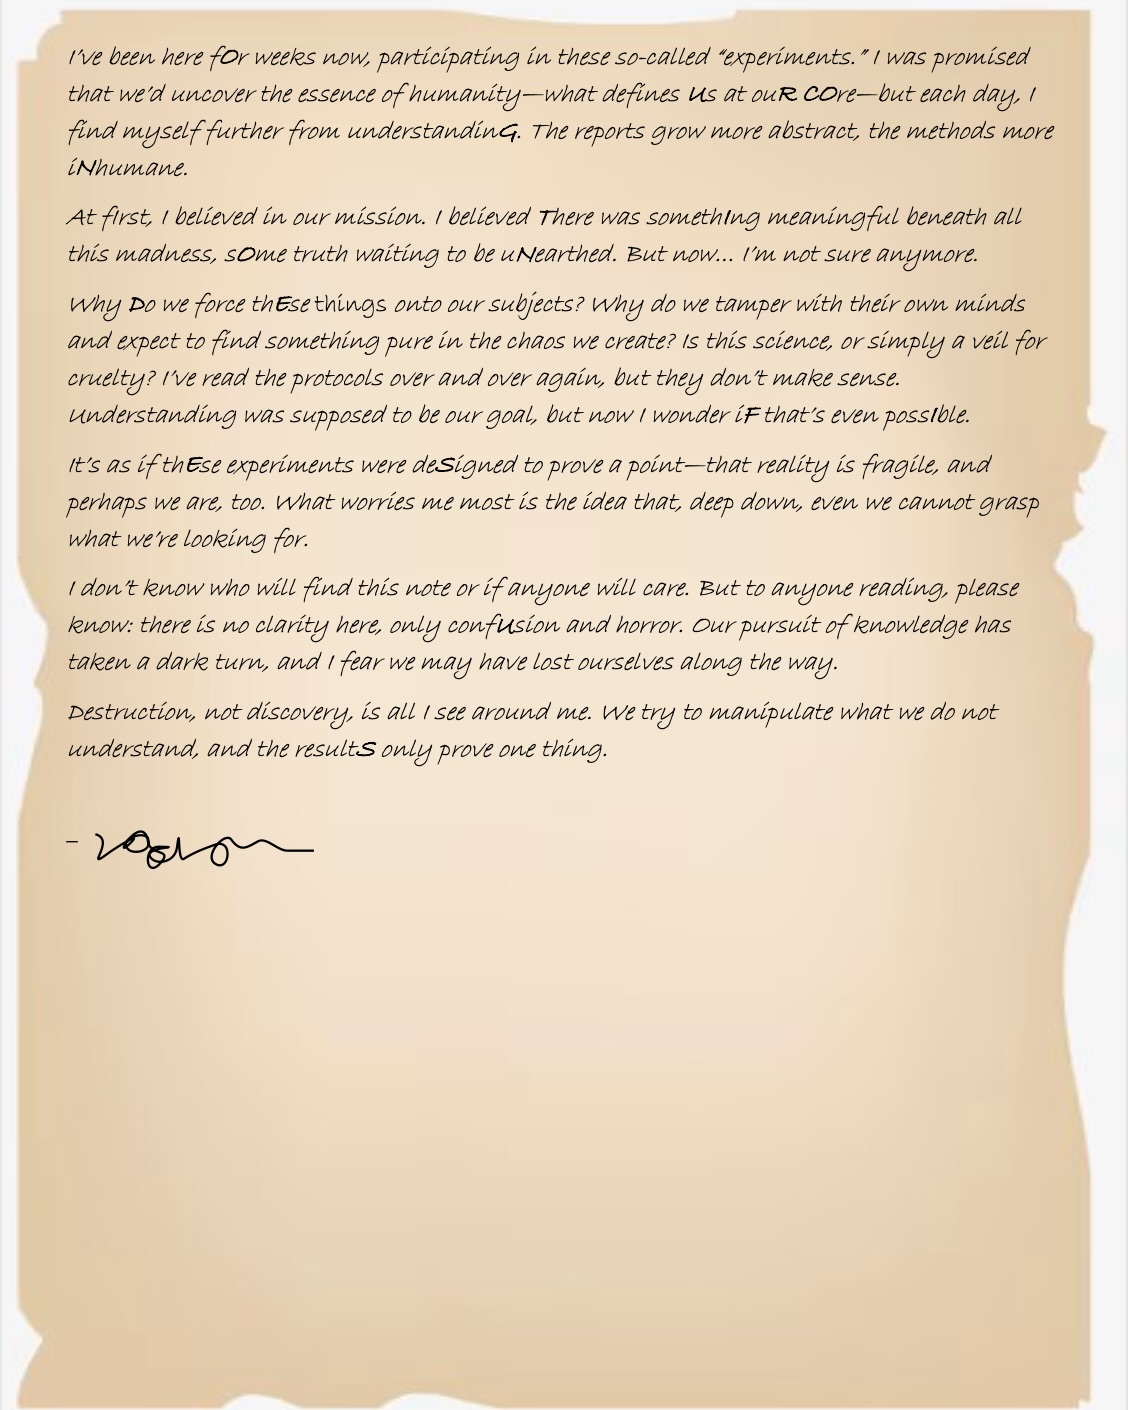 I've been here fOr weeks now, participating in these so-called “experiments.” I was promised
that we'd uncover the essence of humanity—what defines Us at ouR COre—but each day, I
find myself further from understandinG. The reports grow more abstract, the methods more
iNhumane.
At fIrst, I believed in our mission. I believed There was somethIng meaningful beneath all
this madness, sOme truth waiting to be uNearthed. But now... I'm not sure anymore.
Why Do we force thEse things onto our subjects? Why do we tamper with their own minds
and expect to find something pure in the chaos we create? Is this science, or simply a veil for
cruelty? I've read the protocols over and over again, but they don't make sense.
Understanding was supposed to be our goal, but now I wonder iF that's even possIble.
It's as if thEse experiments were deSigned to prove a point—that reality is fragile, and
perhaps we are, too. What worries me most is the idea that, deep down, even we cannot grasp
what we're looking for.
I don't know who will find this note or if anyone will care. But to anyone reading, please
know: there is no clarity here, only confUsion and horror. Our pursuit of knowledge has
taken a dark turn, and I fear we may have lost ourselves along the way.
Destruction, not discovery, is all I see around me. We try to manipulate what we do not
understand, and the resultS only prove one thing.
–